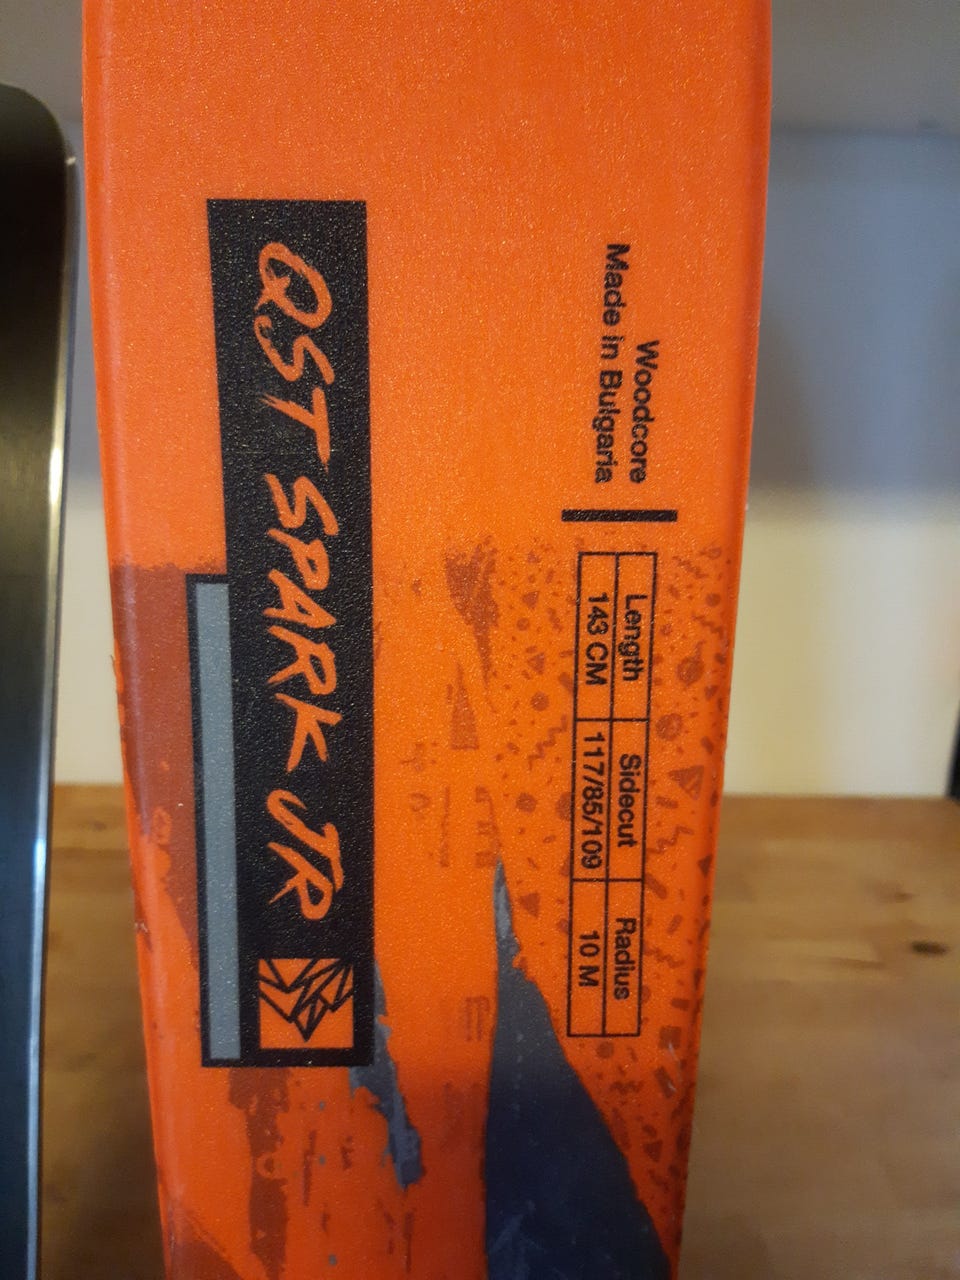 QST SPARK JR
Woodcore
Made in Bulgaria
Length Sidecut Radius
143 CM 117/85/109 10 M